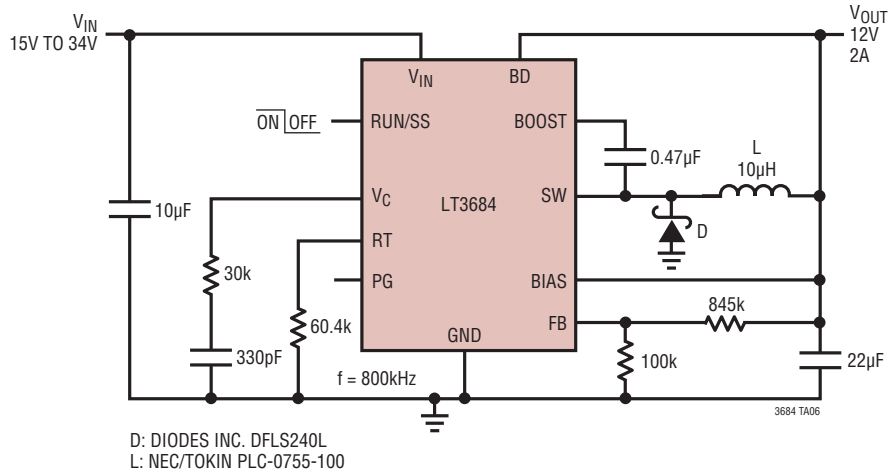 VIN
15V TO 34V
VOUT
12V
2A
VIN
BD
ON OFF
RUN/SS
BOOST
0.47µF
L
10µH
VC
LT3684
SW
10µF
D
RT
30k
PG
BIAS
845k
60.4k
FB
GND
330pF
f = 800kHz
100k
22µF
3684 TA06
D: DIODES INC. DFLS240L
L: NEC/TOKIN PLC-0755-100